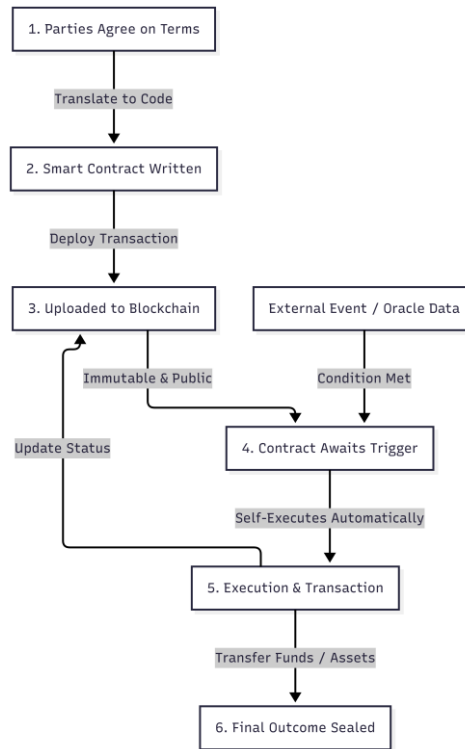 1. Parties Agree on Terms
Translate to Code
2. Smart Contract Written
Deploy Transaction
3. Uploaded to Blockchain
External Event / Oracle Data
Immutable & Public
Condition Met
Update Status
4. Contract Awaits Trigger
Self-Executes Automatically
5. Execution & Transaction
Transfer Funds / Assets
6. Final Outcome Sealed